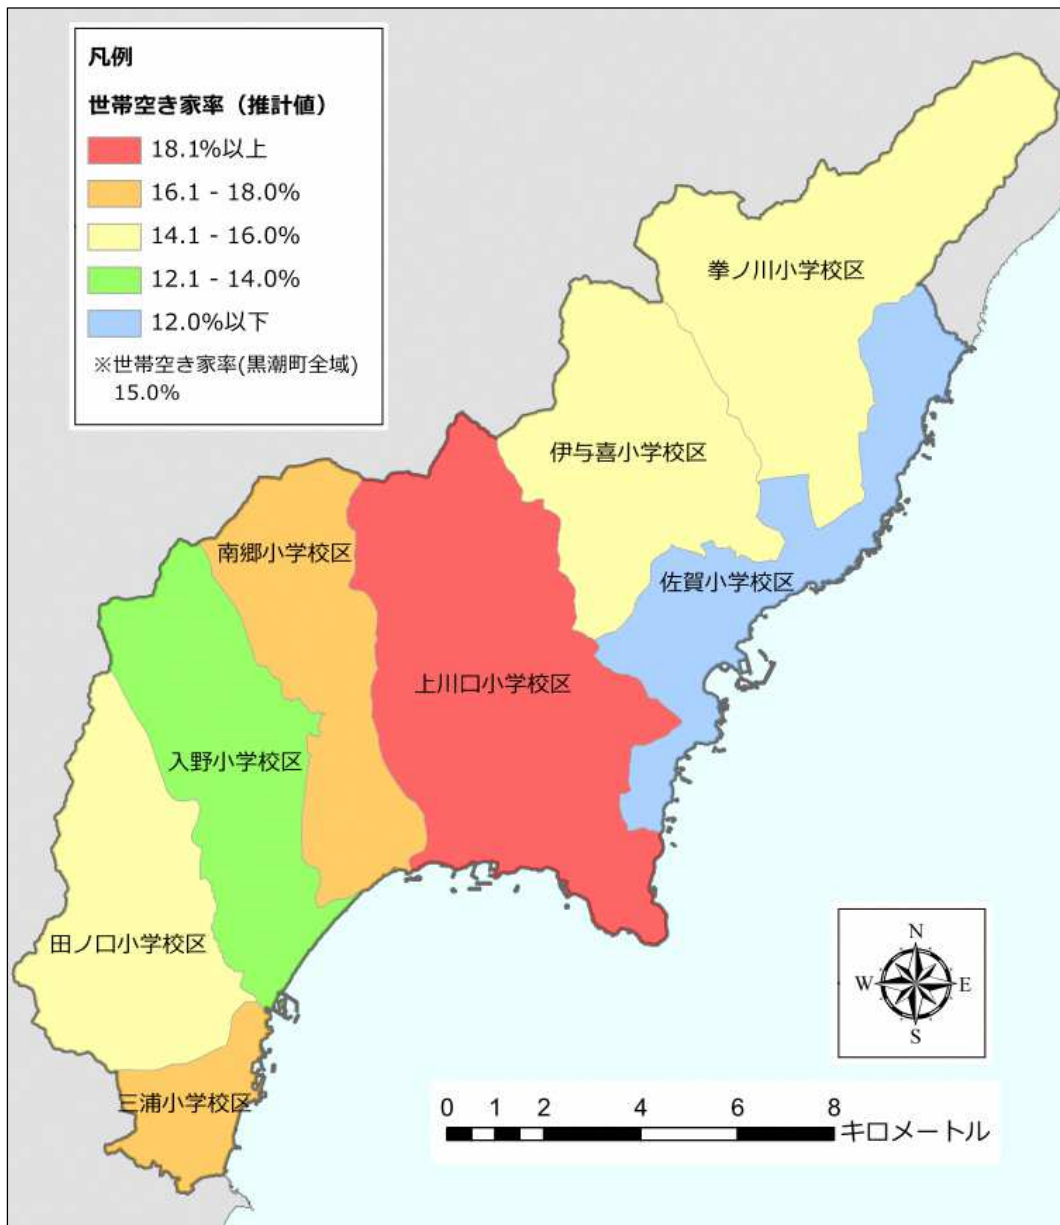 凡例
世帯空き家率（推計値）
18.1%以上
16.1 - 18.0%
14.1 - 16.0%
12.1 - 14.0%
12.0%以下
※世帯空き家率(黒潮町全域)
15.0%
拳ノ川小学校区
伊与喜小学校区
南郷小学校区
佐賀小学校区
上川口小学校区
入野小学校区
田ノ口小学校区
三浦小学校区
N
W
E
S
0 1 2 4 6 8
キロメートル